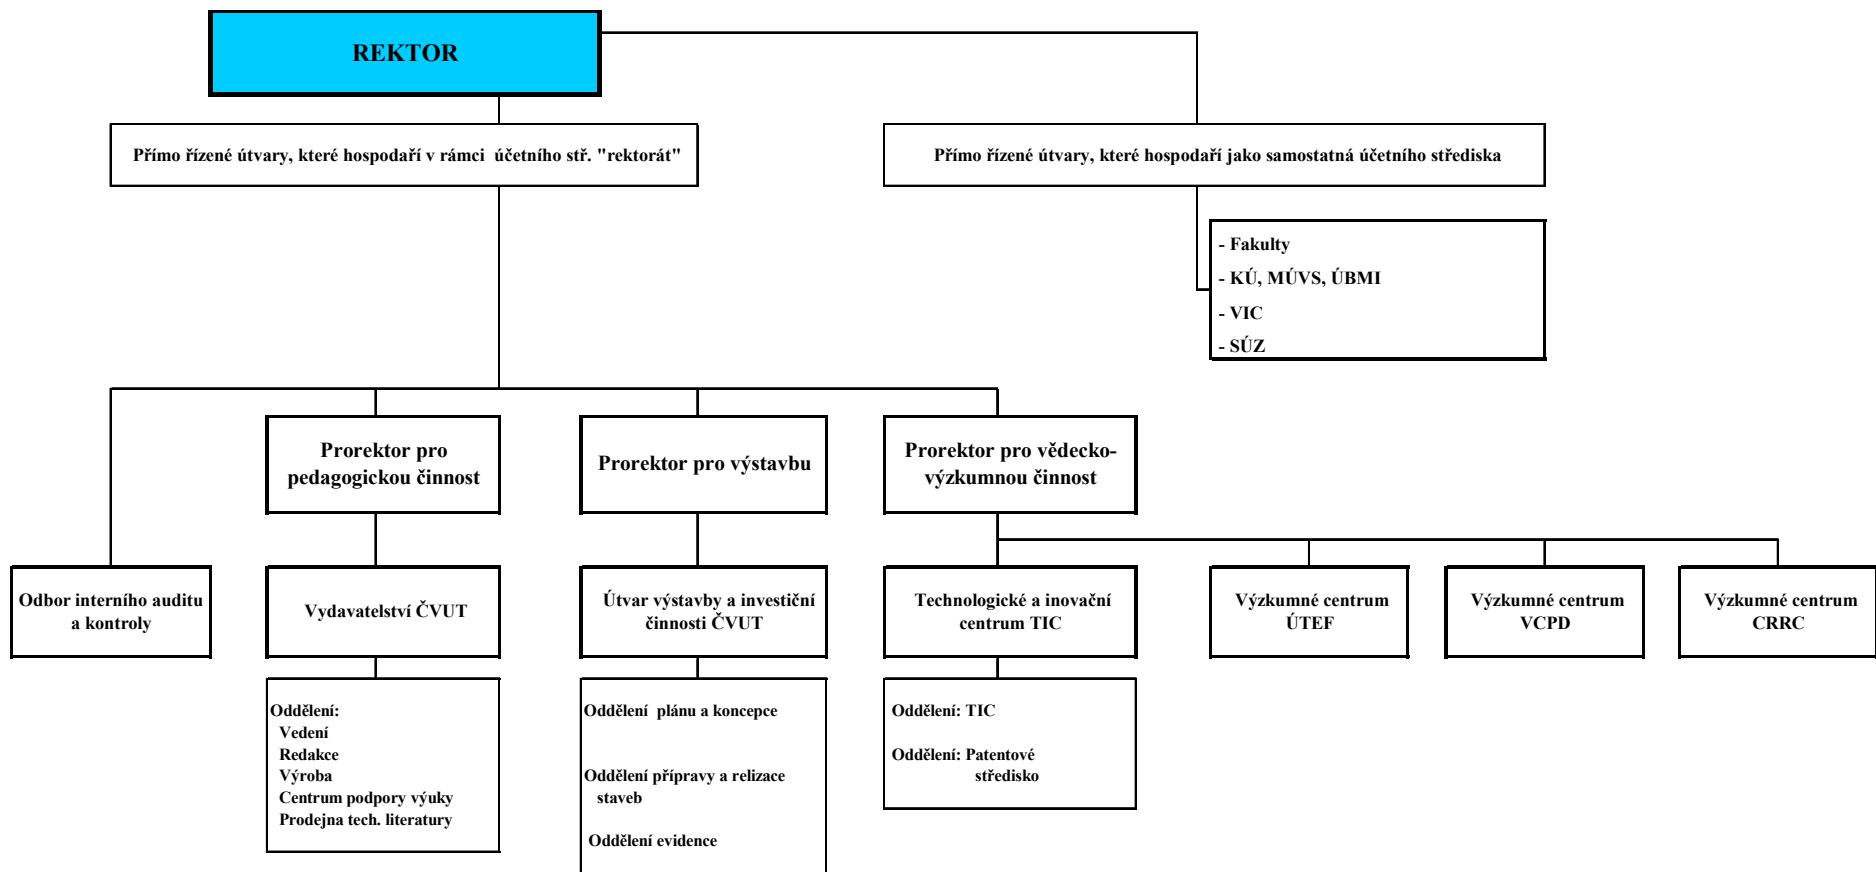 REKTOR
Přímo řízené útvary, které hospodaří v rámci účetního stř. "rektorát"
Přímo řízené útvary, které hospodaří jako samostatná účetního střediska
- Fakulty
- KÚ, MÚVS, ÚBMI
- VIC
- SÚZ
Prorektor pro
pedagogickou činnost
Prorektor pro výstavbu
Prorektor pro vědecko-
výzkumnou činnost
Odbor interního auditu
a kontroly
Vydavatelství ČVUT
Útvar výstavby a investiční
činnosti ČVUT
Technologické a inovační
centrum TIC
Výzkumné centrum
ÚTEF
Výzkumné centrum
VCPD
Výzkumné centrum
CRRC
Oddělení:
Vedení
Redakce
Výroba
Centrum podpory výuky
Prodejna tech. literatury
Oddělení plánu a koncepce
Oddělení přípravy a relizace
staveb
Oddělení evidence
Oddělení: TIC
Oddělení: Patentové
středisko